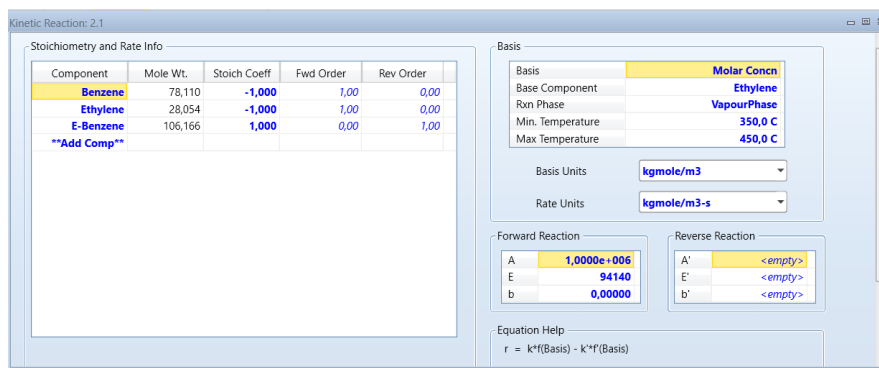 Kinetic Reaction: 2.1
Stoichiometry and Rate Info
Component Mole Wt. Stoich Coeff Fwd Order Rev Order
Benzene 78,110 -1,000 1,00 0,00
Ethylene 28,054 -1,000 1,00 0,00
E-Benzene 106,166 1,000 0,00 1,00
**Add Comp**
Basis
Basis Molar Concn
Base Component Ethylene
Rxn Phase VapourPhase
Min. Temperature 350,0 C
Max Temperature 450,0 C
Basis Units kgmole/m3
Rate Units kgmole/m3-s
Forward Reaction
A 1,0000e+006
E 94140
b 0,00000
Reverse Reaction
A' <empty>
E' <empty>
b' <empty>
Equation Help
r = k*f(Basis) - k'*f'(Basis)